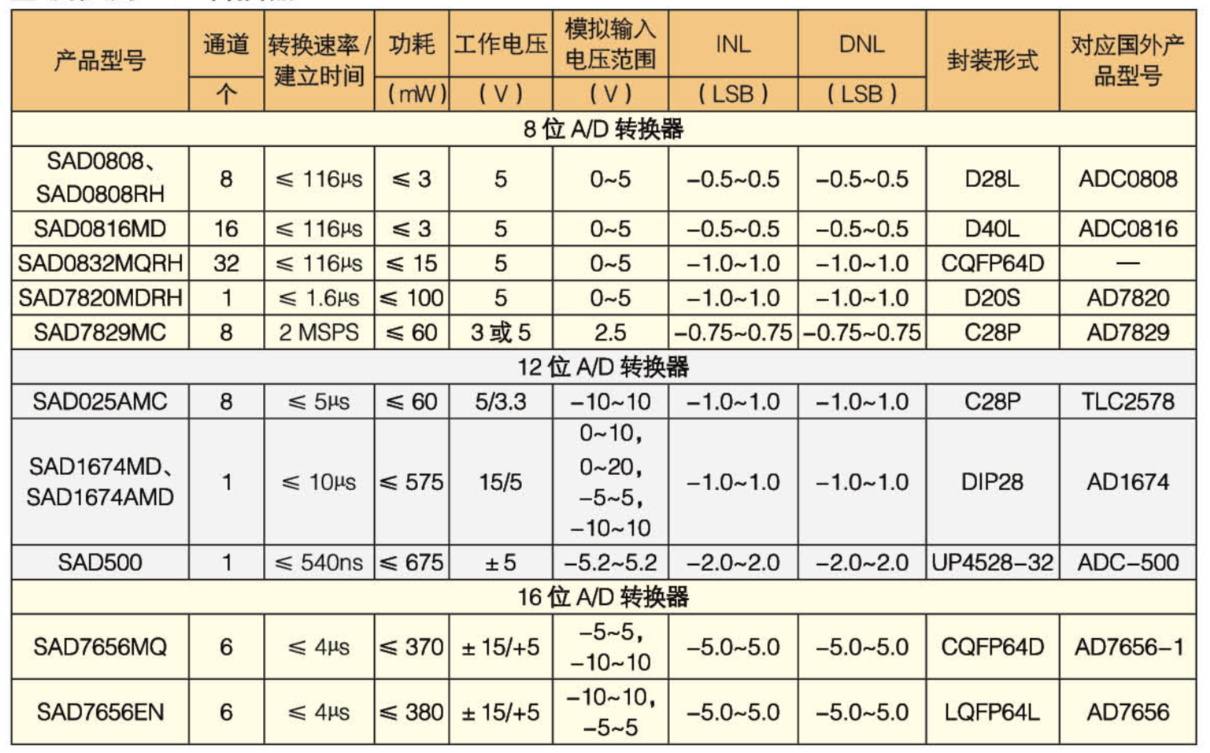 产品型号 通道 转换速率/建立时间 功耗 工作电压 模拟输入电压范围 INL DNL 封装形式 对应国外产品型号
个 (mW) (V) (V) (LSB) (LSB)
8 位 A/D 转换器
SAD0808、SAD0808RH 8 ≤ 116μs ≤ 3 5 0~5 -0.5~0.5 -0.5~0.5 D28L ADC0808
SAD0816MD 16 ≤ 116μs ≤ 3 5 0~5 -0.5~0.5 -0.5~0.5 D40L ADC0816
SAD0832MQRH 32 ≤ 116μs ≤ 15 5 0~5 -1.0~1.0 -1.0~1.0 CQFP64D —
SAD7820MDRH 1 ≤ 1.6μs ≤ 100 5 0~5 -1.0~1.0 -1.0~1.0 D20S AD7820
SAD7829MC 8 2 MSPS ≤ 60 3 或 5 2.5 -0.75~0.75 -0.75~0.75 C28P AD7829
12 位 A/D 转换器
SAD025AMC 8 ≤ 5μs ≤ 60 5/3.3 -10~10 -1.0~1.0 -1.0~1.0 C28P TLC2578
SAD1674MD、SAD1674AMD 1 ≤ 10μs ≤ 575 15/5 0~10, 0~20, -5~5, -10~10 -1.0~1.0 -1.0~1.0 DIP28 AD1674
SAD500 1 ≤ 540ns ≤ 675 ±5 -5.2~5.2 -2.0~2.0 -2.0~2.0 UP4528-32 ADC-500
16 位 A/D 转换器
SAD7656MQ 6 ≤ 4μs ≤ 370 ±15/+5 -5~5, -10~10 -5.0~5.0 -5.0~5.0 CQFP64D AD7656-1
SAD7656EN 6 ≤ 4μs ≤ 380 ±15/+5 -10~10, -5~5 -5.0~5.0 -5.0~5.0 LQFP64L AD7656